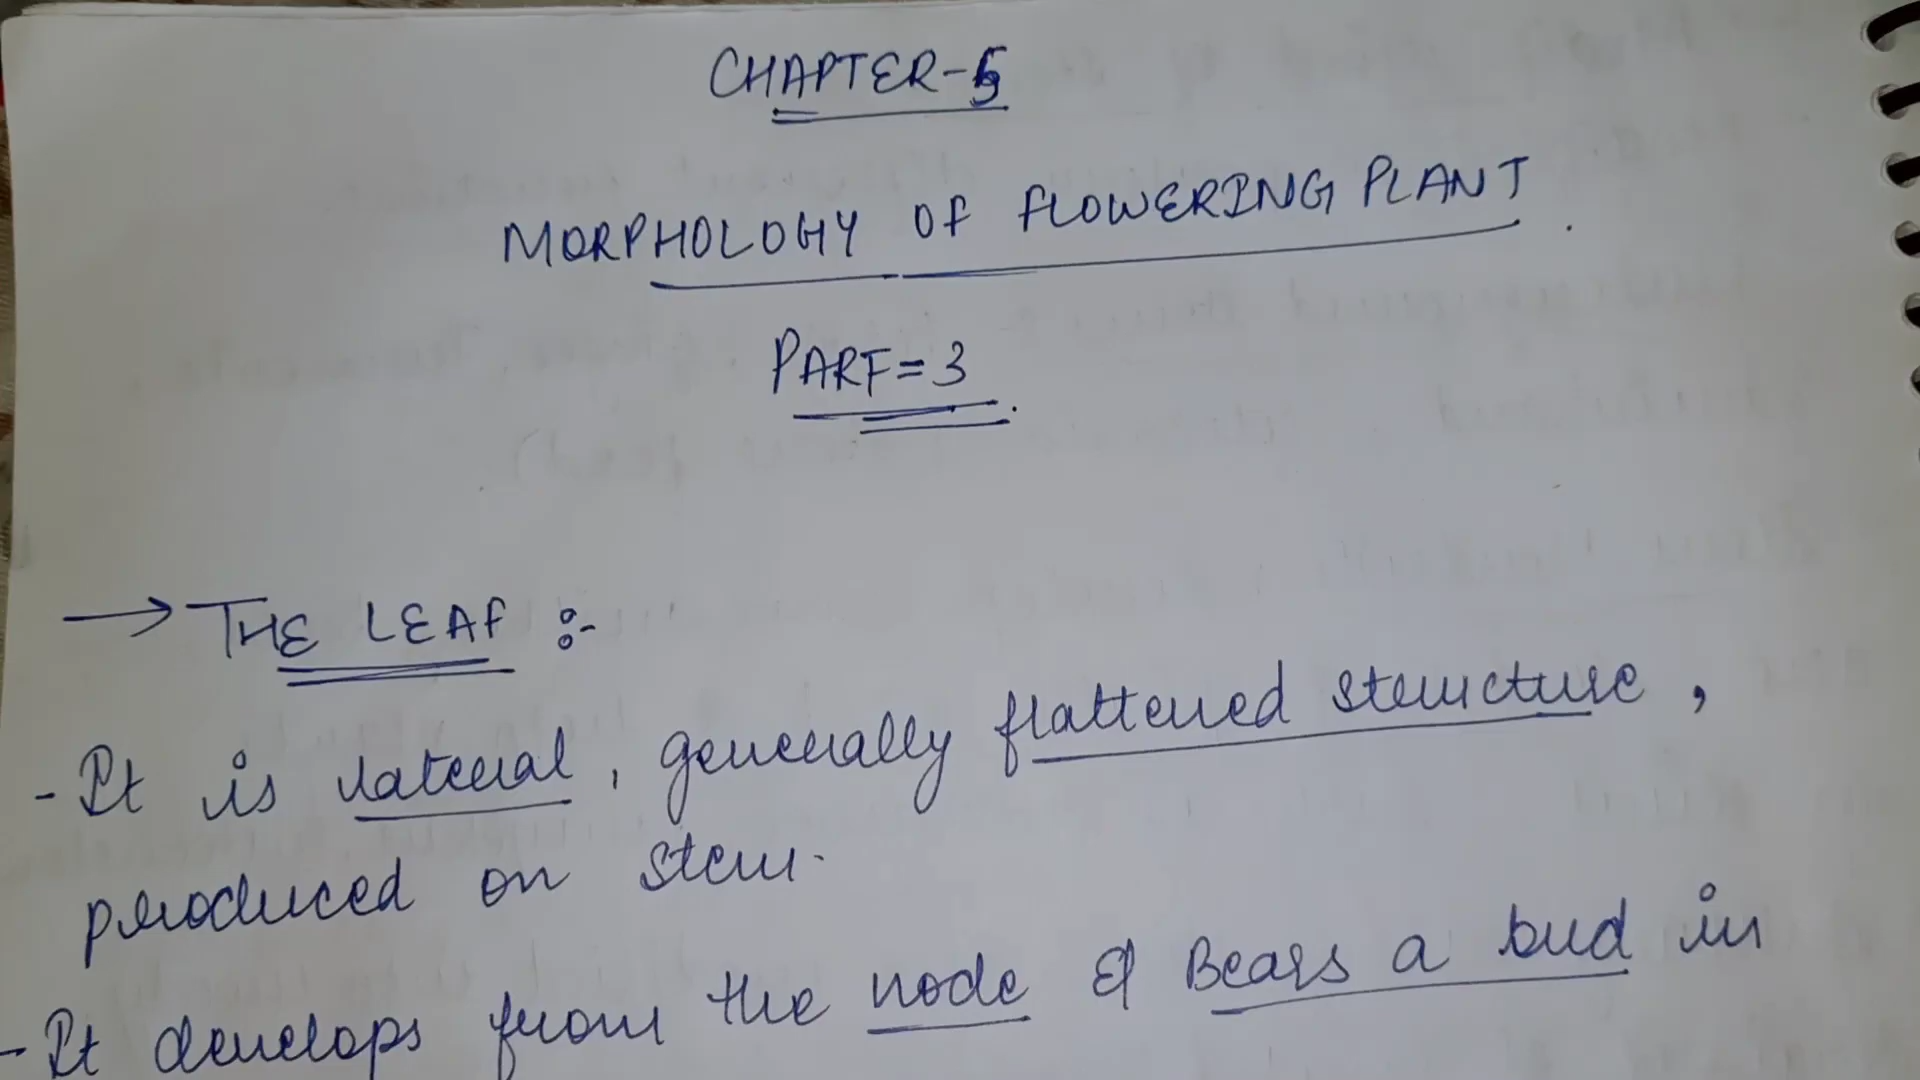 CHAPTER-5
MORPHOLOGY OF FLOWERING PLANT.
PART=3.
→ THE LEAF :-
- It is lateral, generally flattened structure,
produced on stem.
- It develops from the node & Bears a bud in